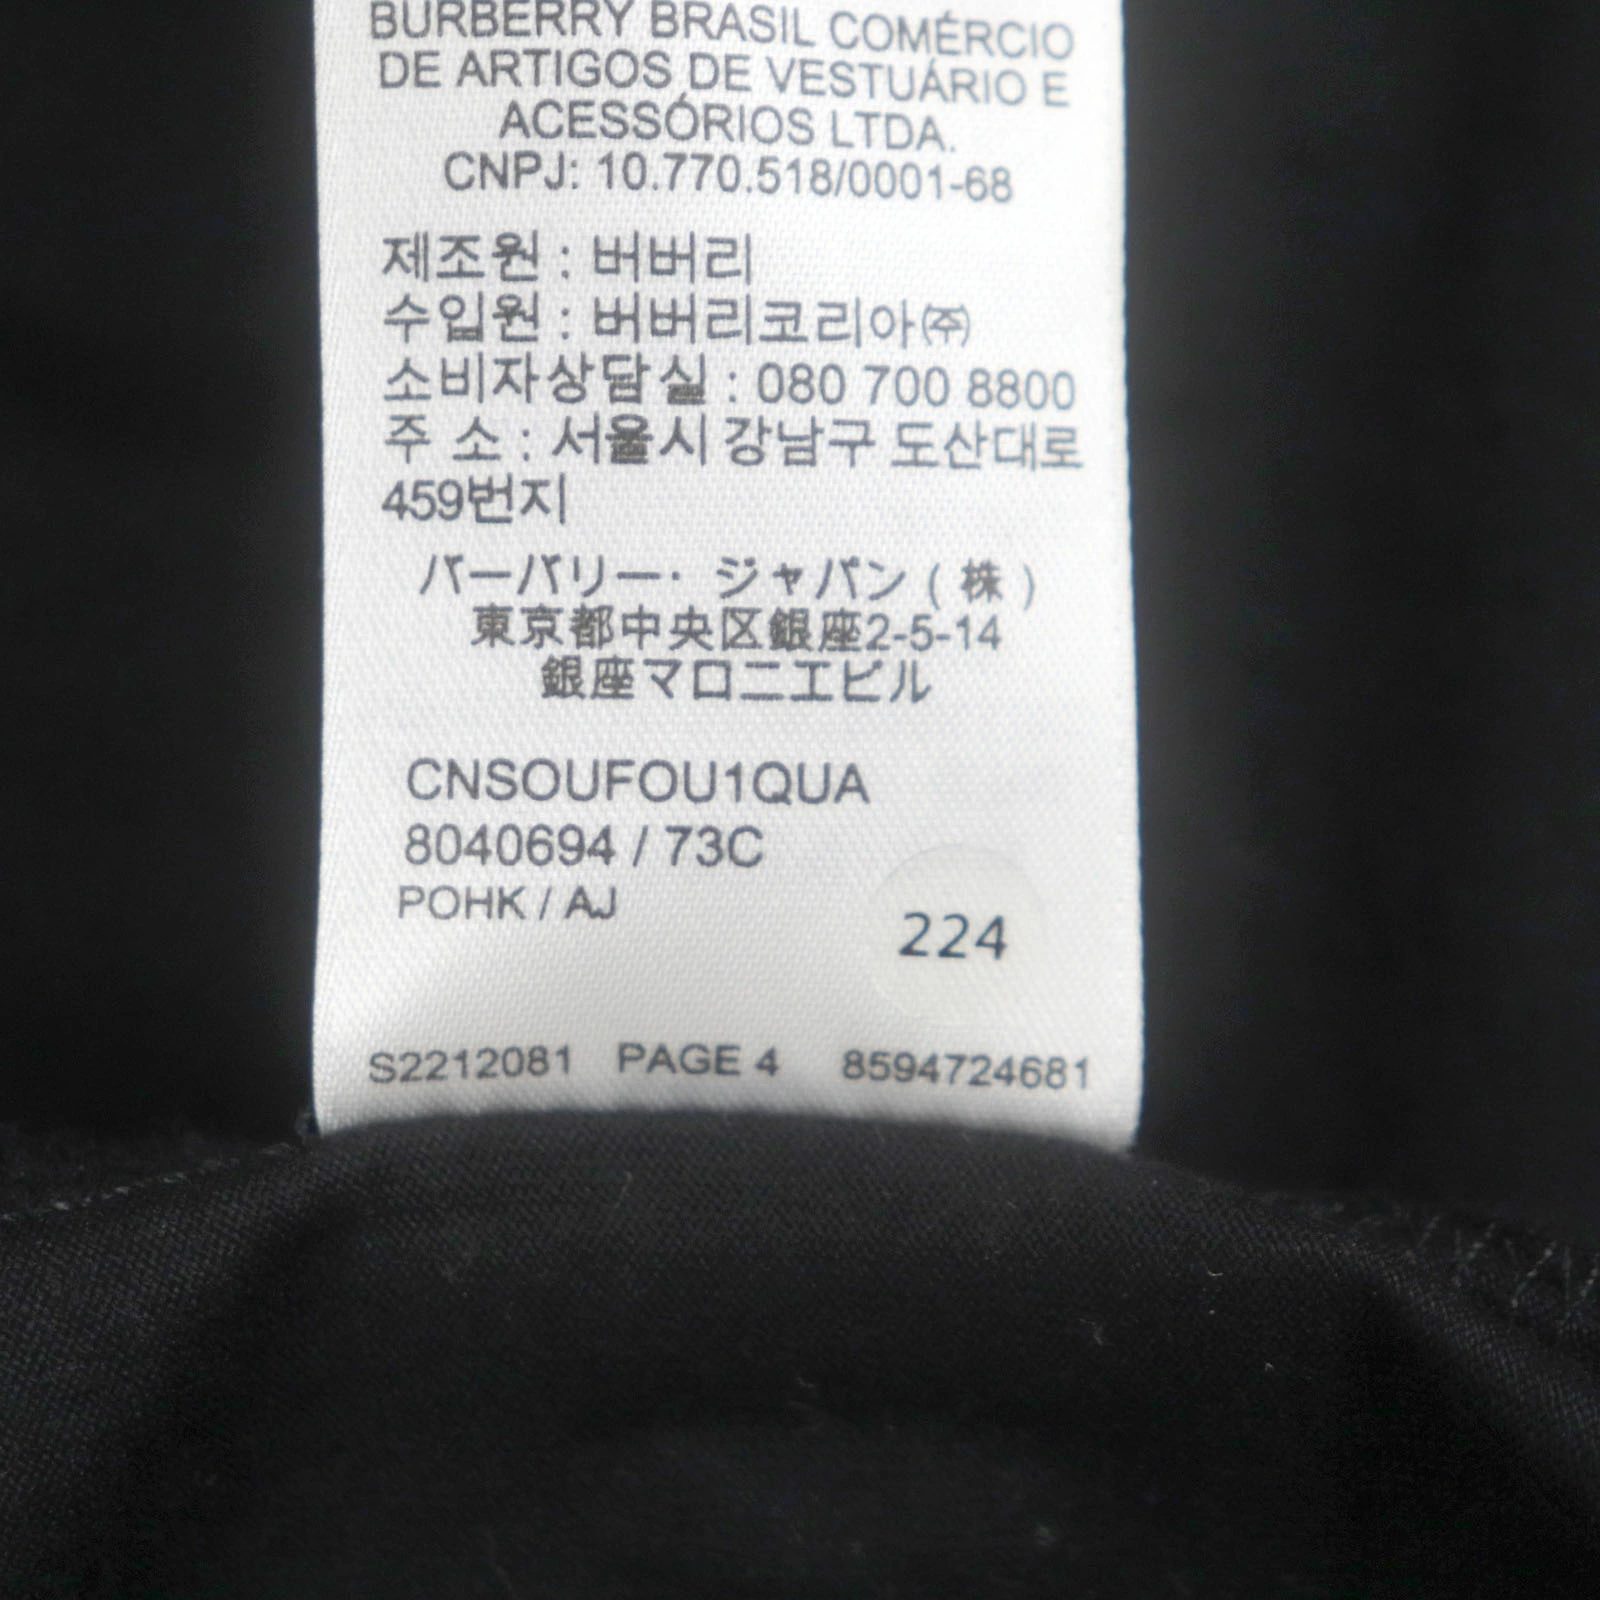 BURBERRY BRASIL COMÉRCIO
DE ARTIGOS DE VESTUÁRIO E
ACESSÓRIOS LTDA.
CNPJ: 10.770.518/0001-68
제조원 : 버버리
수입원 : 버버리코리아㈜
소비자상담실 : 080 700 8800
주 소 : 서울시 강남구 도산대로
459번지
バーバリー・ジャパン ( 株 )
東京都中央区銀座2-5-14
銀座マロニエビル
CNSOUFOU1QUA
8040694 / 73C
POHK / AJ
224
S2212081 PAGE 4 8594724681